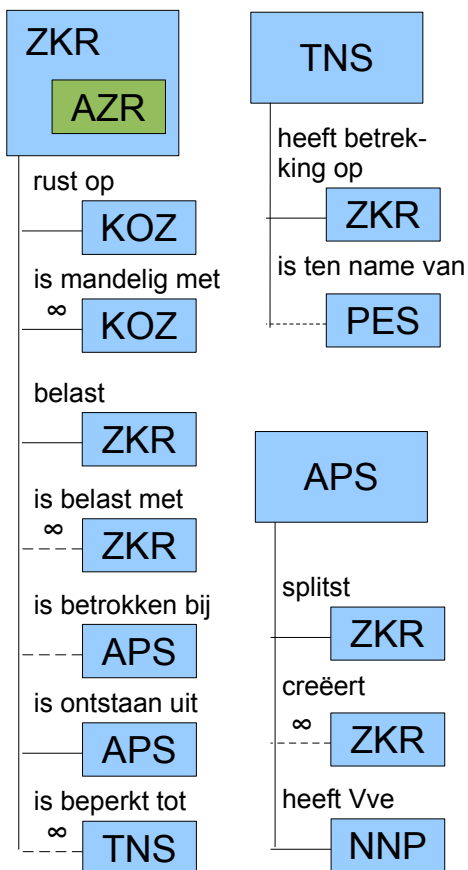 ZKR
AZR
rust op
KOZ
is mandelig met
∞
KOZ
belast
ZKR
is belast met
∞
ZKR
is betrokken bij
APS
is ontstaan uit
APS
is beperkt tot
∞
TNS
TNS
heeft betrek-
king op
ZKR
is ten name van
PES
APS
splitst
ZKR
creëert
∞
ZKR
heeft Vve
NNP